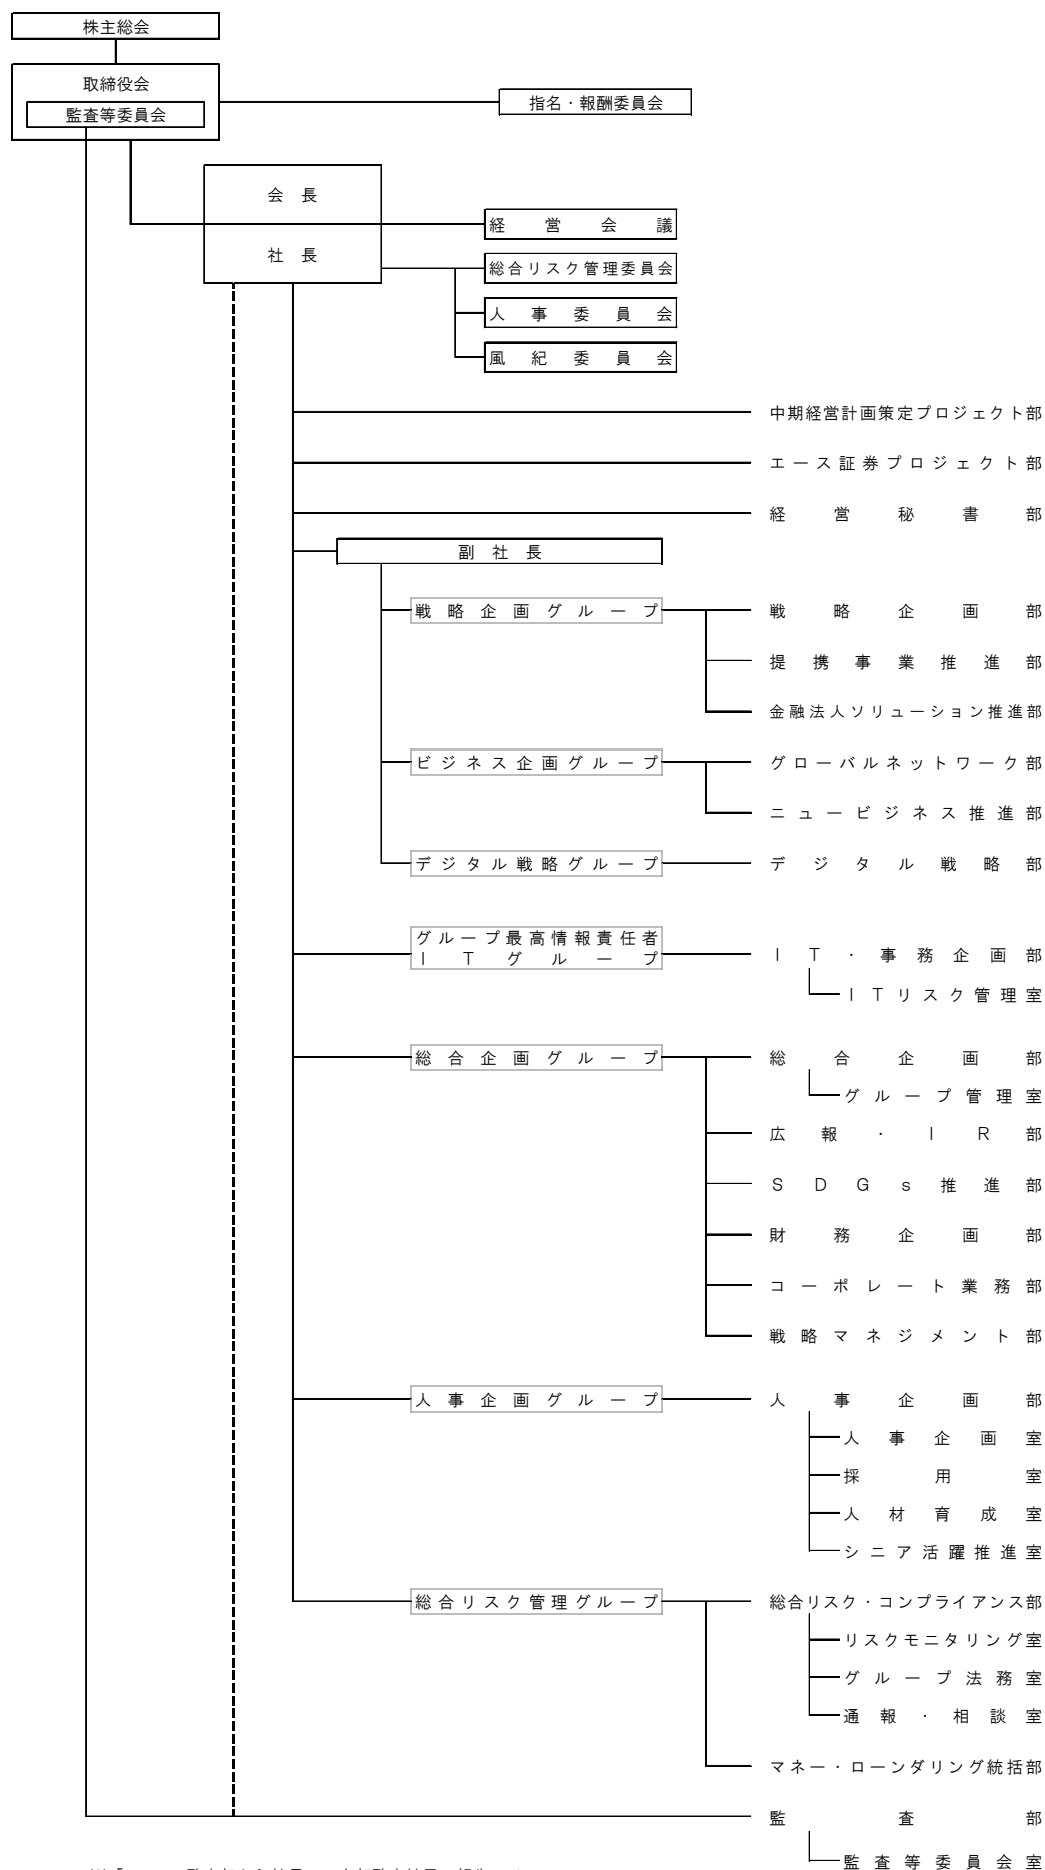 株主総会
取締役会
監査等委員会
指名・報酬委員会
会長
経営会議
社長
総合リスク管理委員会
人事委員会
風紀委員会
中期経営計画策定プロジェクト部
エース証券プロジェクト部
経営秘書部
副社長
戦略企画グループ
戦略企画部
提携事業推進部
金融法人ソリューション推進部
ビジネス企画グループ
グローバルネットワーク部
ニュービジネス推進部
デジタル戦略グループ
デジタル戦略部
グループ最高情報責任者
ITグループ
IT・事務企画部
ITリスク管理室
総合企画グループ
総合企画部
グループ管理室
広報・IR部
SDGs推進部
財務企画部
コーポレート業務部
戦略マネジメント部
人事企画グループ
人事企画部
人事企画室
採用室
人材育成室
シニア活躍推進室
総合リスク管理グループ
総合リスク・コンプライアンス部
リスクモニタリング室
グループ法務室
通報・相談室
マネー・ローンダリング統括部
監査部
監査等委員会室